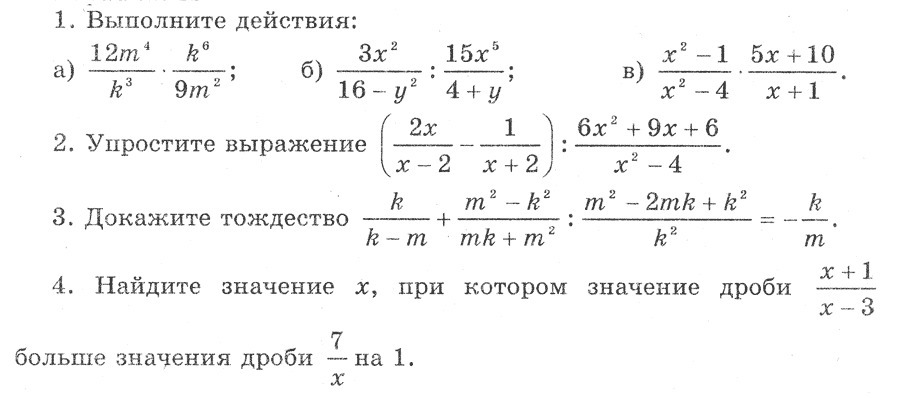 1. Выполните действия:
а) 12m⁴/k³ · k⁶/9m²; б) 3x²/(16 − y²) : 15x⁵/(4 + y); в) (x² − 1)/(x² − 4) · (5x + 10)/(x + 1).
2. Упростите выражение (2x/(x − 2) − 1/(x + 2)) : (6x² + 9x + 6)/(x² − 4).
3. Докажите тождество k/(k − m) + (m² − k²)/(mk + m²) : (m² − 2mk + k²)/k² = −k/m.
4. Найдите значение x, при котором значение дроби (x + 1)/(x − 3)
больше значения дроби 7/x на 1.